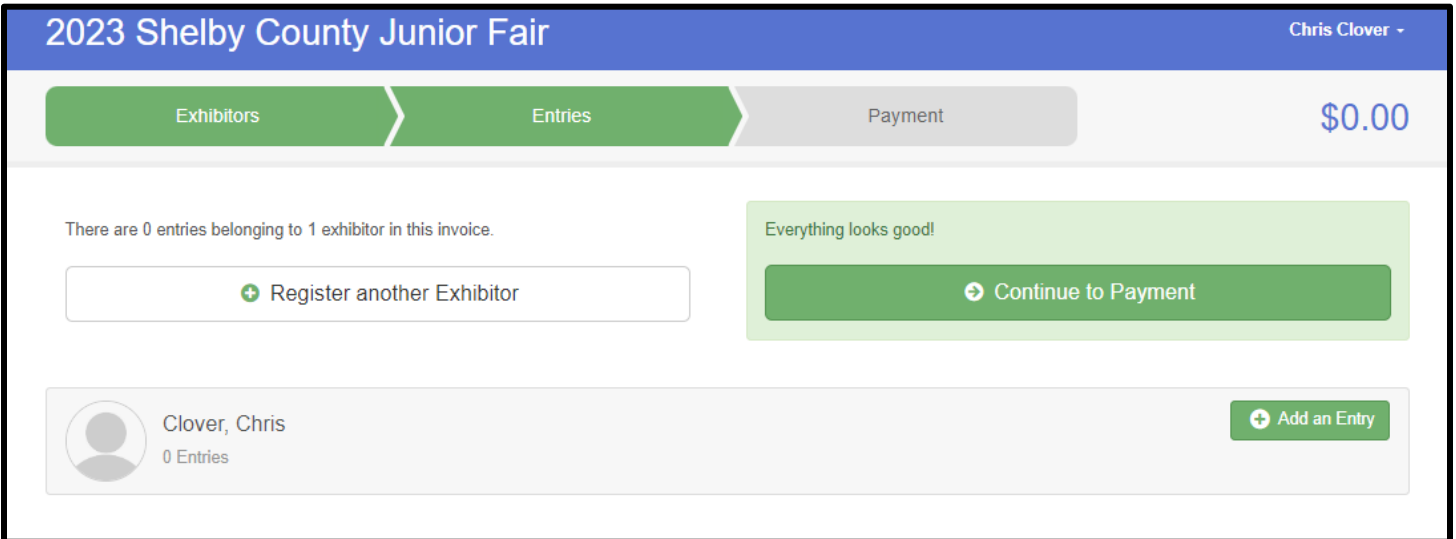 2023 Shelby County Junior Fair
Chris Clover
Exhibitors
Entries
Payment
$0.00
There are 0 entries belonging to 1 exhibitor in this invoice.
Register another Exhibitor
Everything looks good!
Continue to Payment
Clover, Chris
0 Entries
Add an Entry